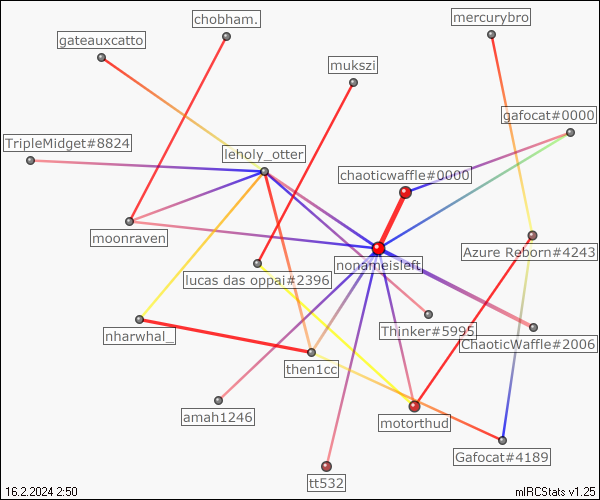 chobham.
mercurybro
gateauxcatto
mukszi
gafocat#0000
TripleMidget#8824
leholy_otter
chaoticwaffle#0000
moonraven
Azure Reborn#4243
nonameisleft
lucas das oppai#2396
Thinker#5995
nharwhal_
ChaoticWaffle#2006
then1cc
amah1246
motorthud
Gafocat#4189
tt532
16.2.2024 2:50
mIRCStats v1.25